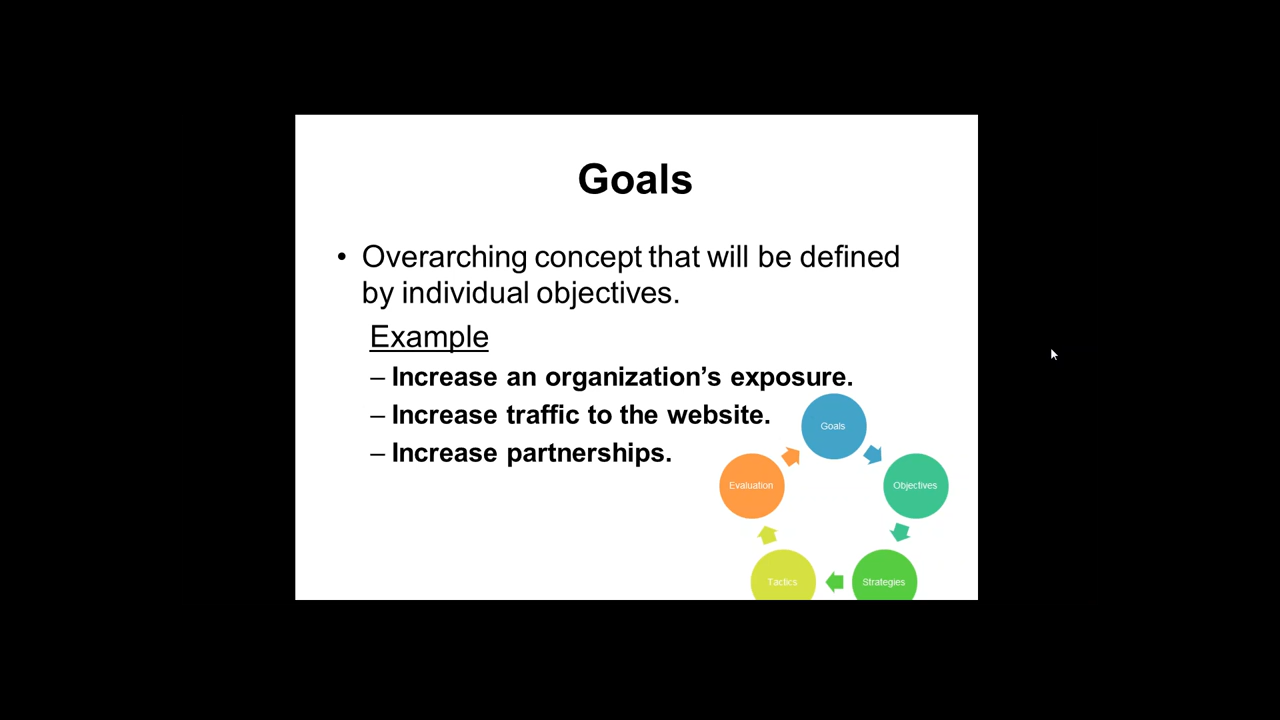 Goals
• Overarching concept that will be defined
by individual objectives.
Example
– Increase an organization’s exposure.
– Increase traffic to the website.
– Increase partnerships.
Goals
Evaluation
Objectives
Tactics
Strategies